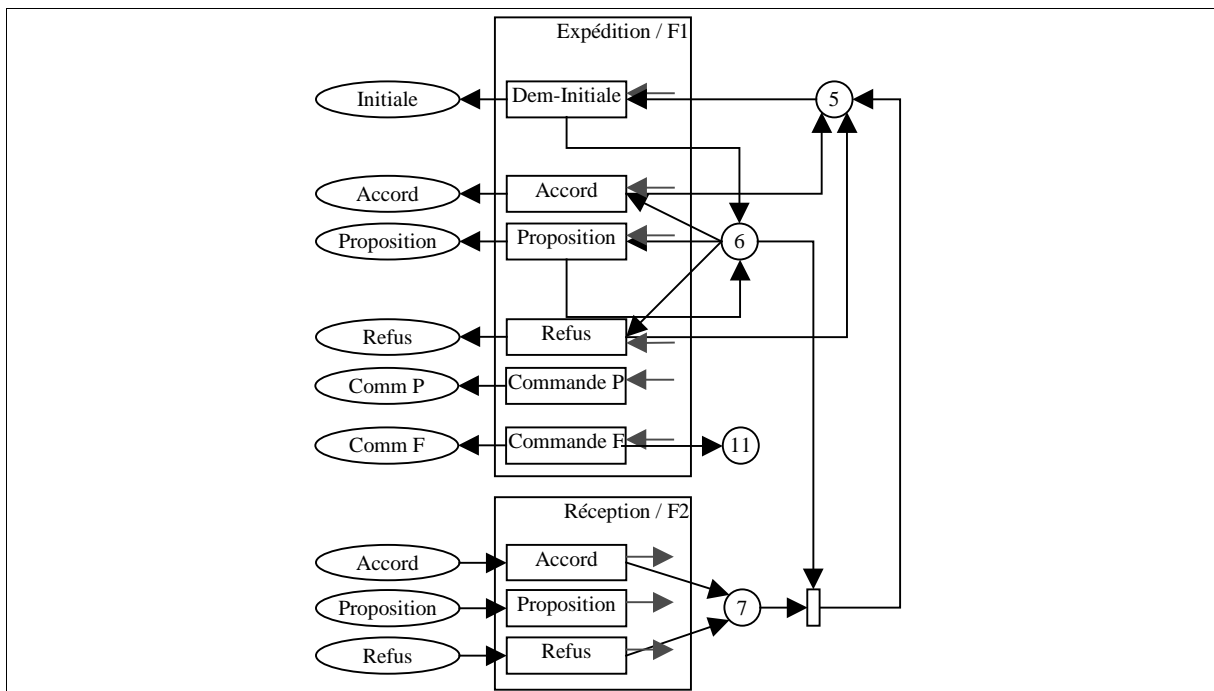 Expédition / F1
Initiale
Dem-Initiale
5
Accord
Accord
Proposition
Proposition
6
Refus
Refus
Comm P
Commande P
Comm F
Commande F
11
Réception / F2
Accord
Accord
Proposition
Proposition
7
Refus
Refus